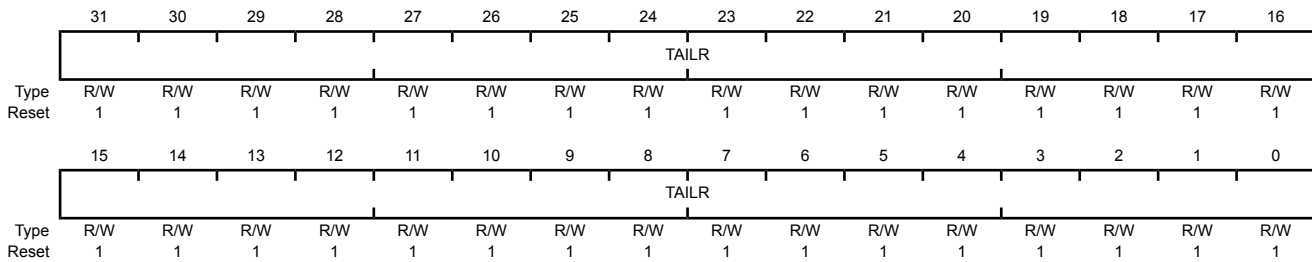 31 30 29 28 27 26 25 24 23 22 21 20 19 18 17 16
TAILR
Type R/W R/W R/W R/W R/W R/W R/W R/W R/W R/W R/W R/W R/W R/W R/W R/W
Reset 1 1 1 1 1 1 1 1 1 1 1 1 1 1 1 1
15 14 13 12 11 10 9 8 7 6 5 4 3 2 1 0
TAILR
Type R/W R/W R/W R/W R/W R/W R/W R/W R/W R/W R/W R/W R/W R/W R/W R/W
Reset 1 1 1 1 1 1 1 1 1 1 1 1 1 1 1 1